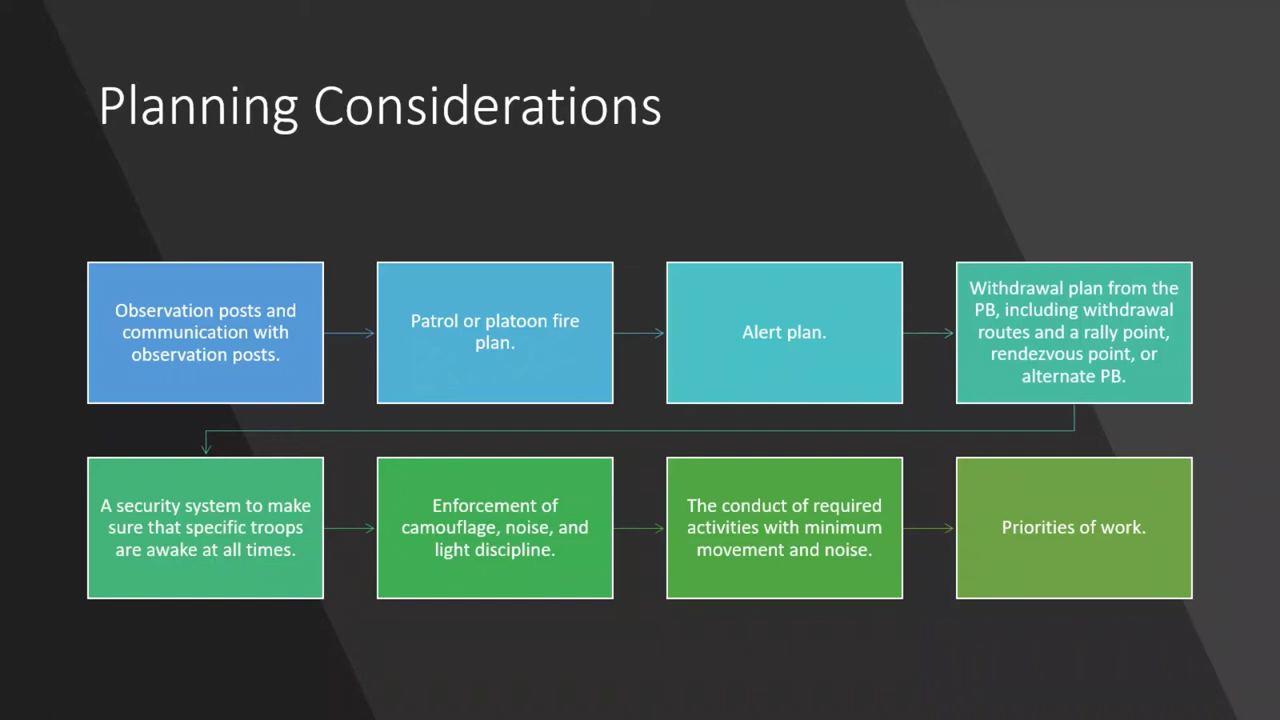 Planning Considerations
Observation posts and
communication with
observation posts.
Patrol or platoon fire
plan.
Alert plan.
Withdrawal plan from the
PB, including withdrawal
routes and a rally point,
rendezvous point, or
alternate PB.
A security system to make
sure that specific troops
are awake at all times.
Enforcement of
camouflage, noise, and
light discipline.
The conduct of required
activities with minimum
movement and noise.
Priorities of work.